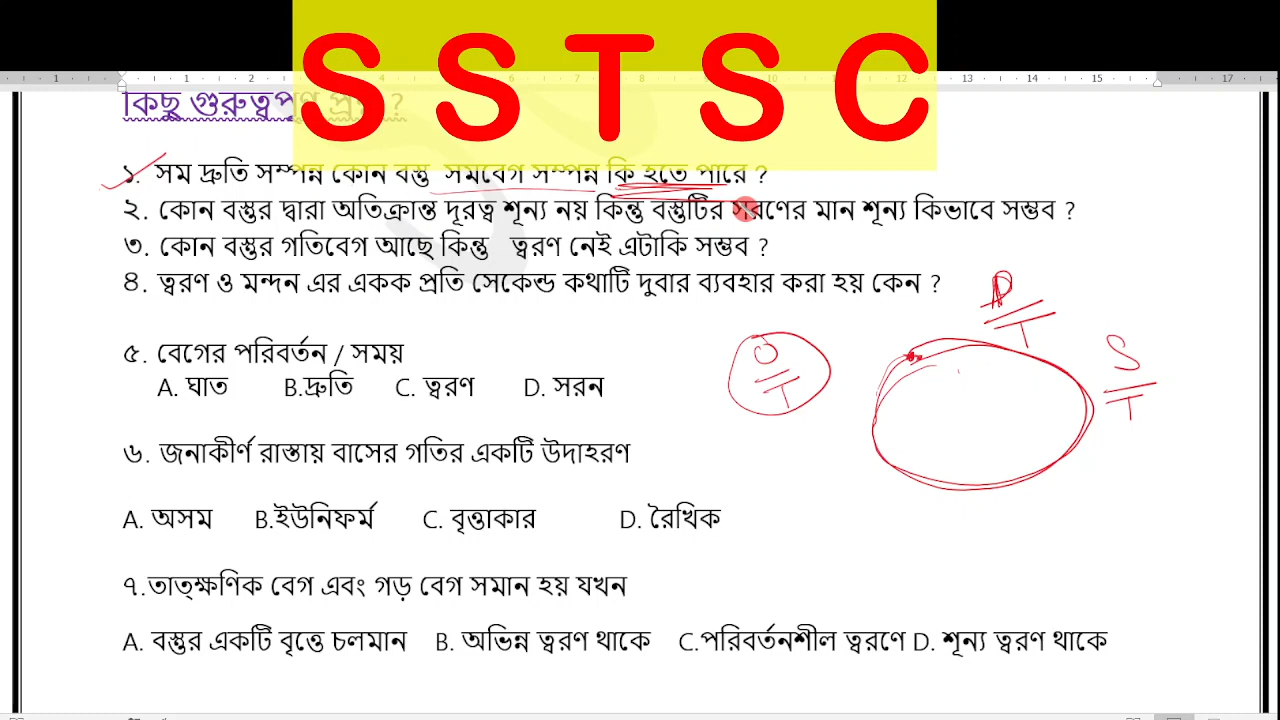 SSTSC
কিছু গুরুত্বপূর্ণ প্রশ্ন ?
১. সম দ্রুতি সম্পন্ন কোন বস্তু সমবেগ সম্পন্ন কি হতে পারে ?
২. কোন বস্তুর দ্বারা অতিক্রান্ত দূরত্ব শূন্য নয় কিন্তু বস্তুটির সরণের মান শূন্য কিভাবে সম্ভব ?
৩. কোন বস্তুর গতিবেগ আছে কিন্তু ত্বরণ নেই এটাকি সম্ভব ?
৪. ত্বরণ ও মন্দন এর একক প্রতি সেকেন্ড কথাটি দুবার ব্যবহার করা হয় কেন ?
৫. বেগের পরিবর্তন / সময়
A. ঘাত B.দ্রুতি C. ত্বরণ D. সরন
৬. জনাকীর্ণ রাস্তায় বাসের গতির একটি উদাহরণ
A. অসম B.ইউনিফর্ম C. বৃত্তাকার D. রৈখিক
৭.তাত্ক্ষণিক বেগ এবং গড় বেগ সমান হয় যখন
A. বস্তুর একটি বৃত্তে চলমান B. অভিন্ন ত্বরণ থাকে C.পরিবর্তনশীল ত্বরণে D. শূন্য ত্বরণ থাকে
T
S
T
T